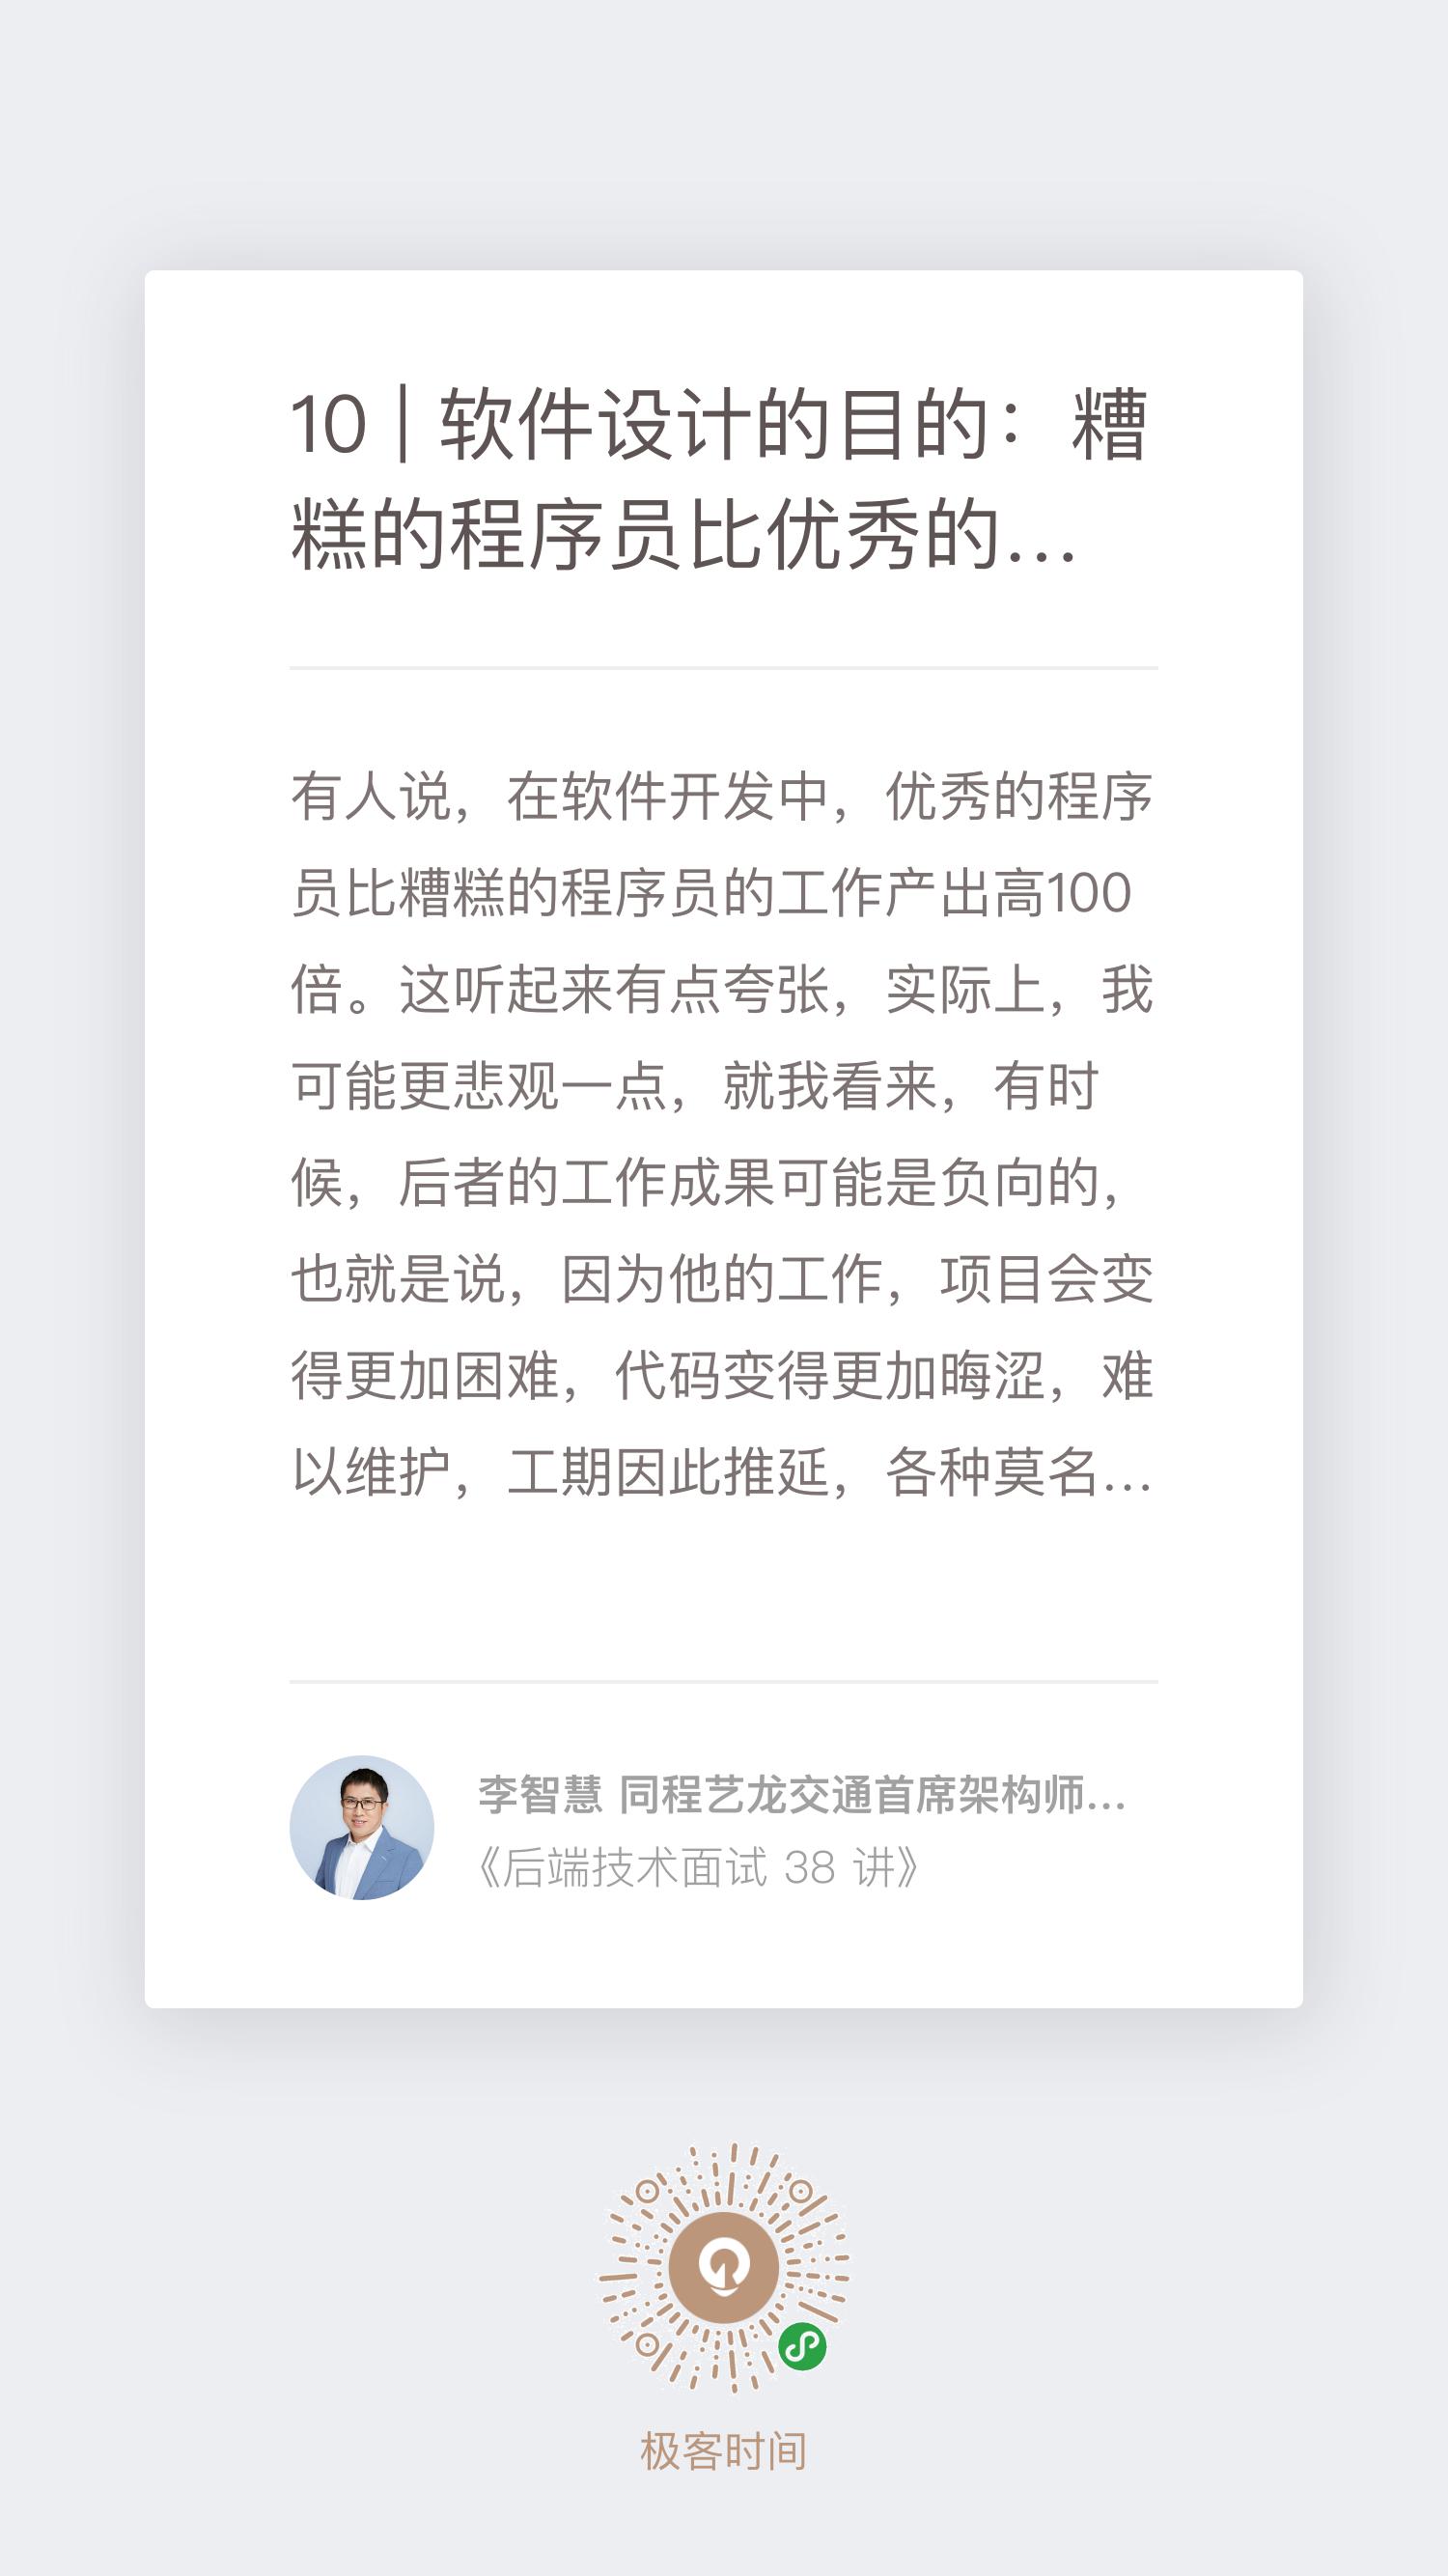 10 | 软件设计的目的：糟
糕的程序员比优秀的…
有人说，在软件开发中，优秀的程序
员比糟糕的程序员的工作产出高100
倍。这听起来有点夸张，实际上，我
可能更悲观一点，就我看来，有时
候，后者的工作成果可能是负向的，
也就是说，因为他的工作，项目会变
得更加困难，代码变得更加晦涩，难
以维护，工期因此推延，各种莫名…
李智慧 同程艺龙交通首席架构师…
《后端技术面试 38 讲》
极客时间